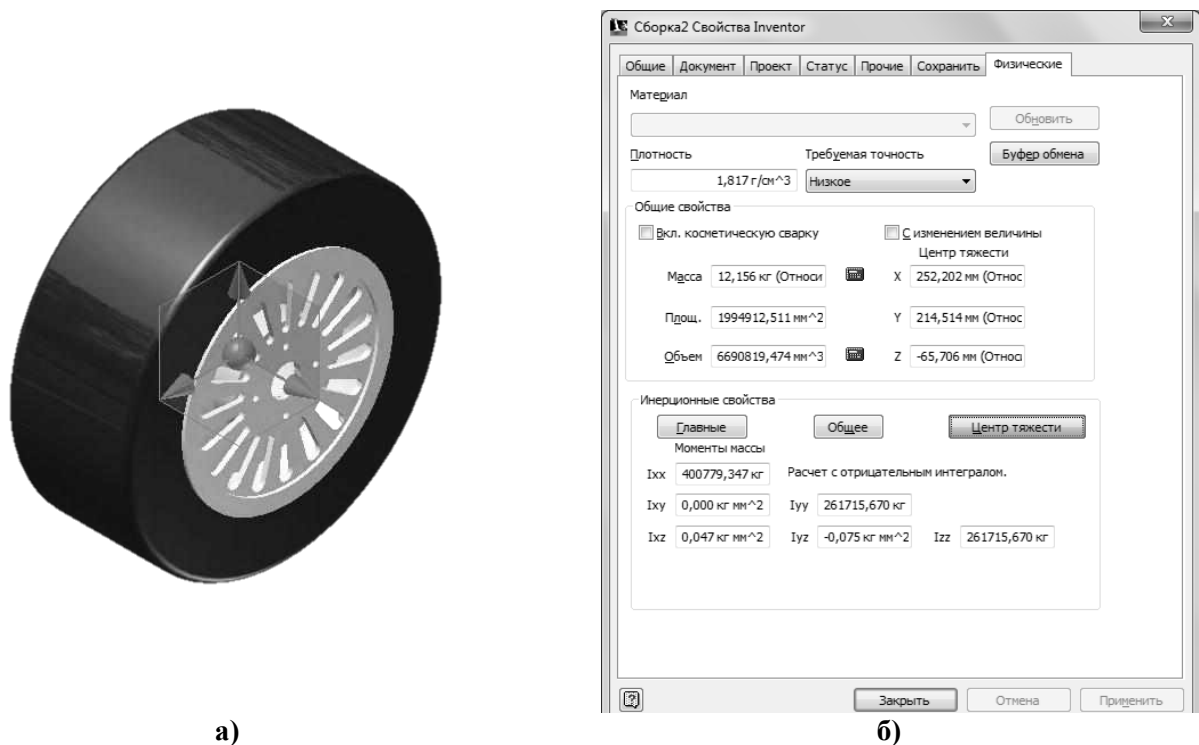 Сборка2 Свойства Inventor
Общие Документ Проект Статус Прочие Сохранить Физические
Материал
Обновить
Плотность Требуемая точность Буфер обмена
1,817 г/см^3 Низкое
Общие свойства
Вкл. косметическую сварку С изменением величины
Центр тяжести
Масса 12,156 кг (Относи X 252,202 мм (Относ
Площ. 1994912,511 мм^2 Y 214,514 мм (Относ
Объем 6690819,474 мм^3 Z -65,706 мм (Относ
Инерционные свойства
Главные Общее Центр тяжести
Моменты массы
Ixx 400779,347 кг Расчет с отрицательным интегралом.
Ixy 0,000 кг мм^2 Iyy 261715,670 кг
Ixz 0,047 кг мм^2 Iyz -0,075 кг мм^2 Izz 261715,670 кг
Закрыть Отмена Применить
а) б)